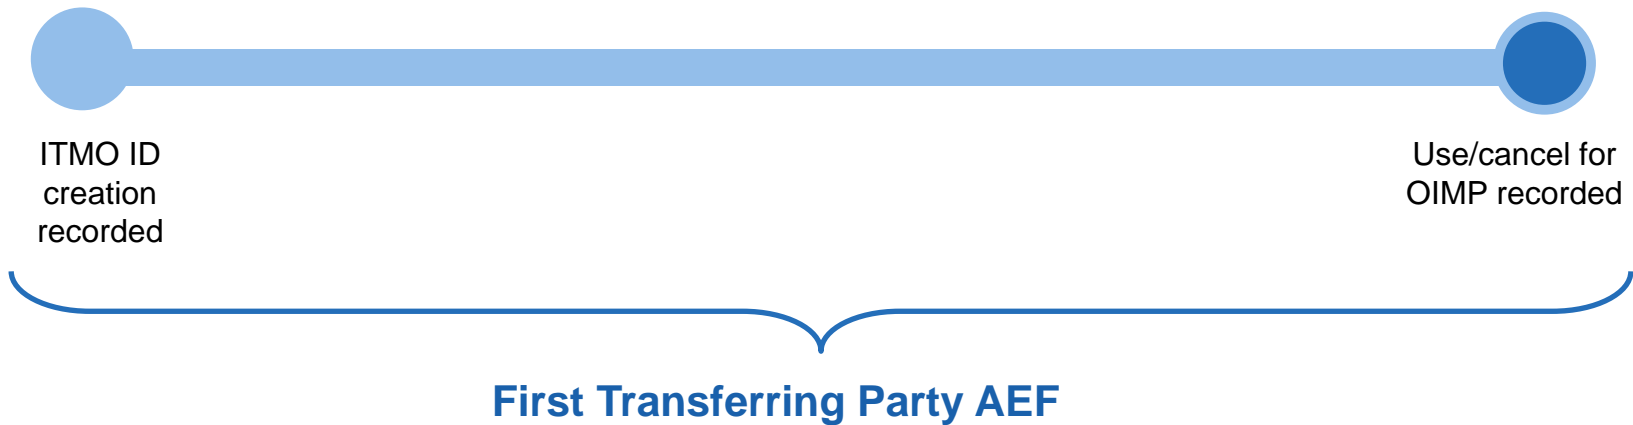 ITMO ID
creation
recorded
Use/cancel for
OIMP recorded
First Transferring Party AEF